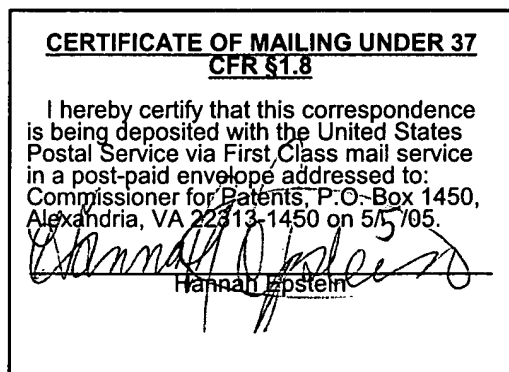 CERTIFICATE OF MAILING UNDER 37
CFR §1.8
I hereby certify that this correspondence
is being deposited with the United States
Postal Service via First Class mail service
in a post-paid envelope addressed to:
Commissioner for Patents, P.O. Box 1450,
Alexandria, VA 22313-1450 on 5/5/05.
Hannah Epstein
Hannah Epstein